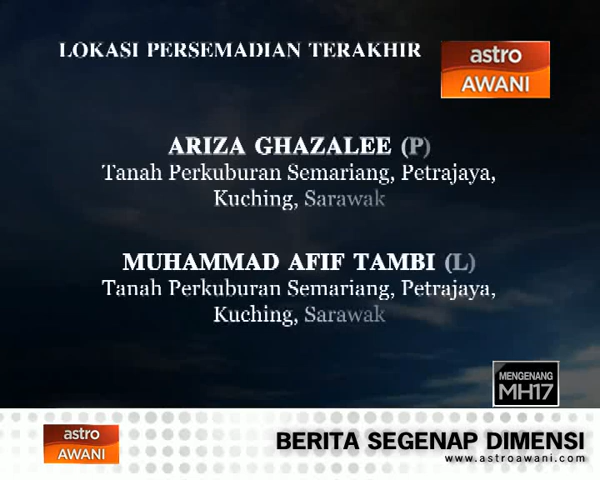 LOKASI PERSEMADIAN TERAKHIR
astro
AWANI
ARIZA GHAZALEE (P)
Tanah Perkuburan Semariang, Petrajaya,
Kuching, Sarawak
MUHAMMAD AFIF TAMBI (L)
Tanah Perkuburan Semariang, Petrajaya,
Kuching, Sarawak
MENGENANG
MH17
astro
AWANI
BERITA SEGENAP DIMENSI
www.astroawani.com